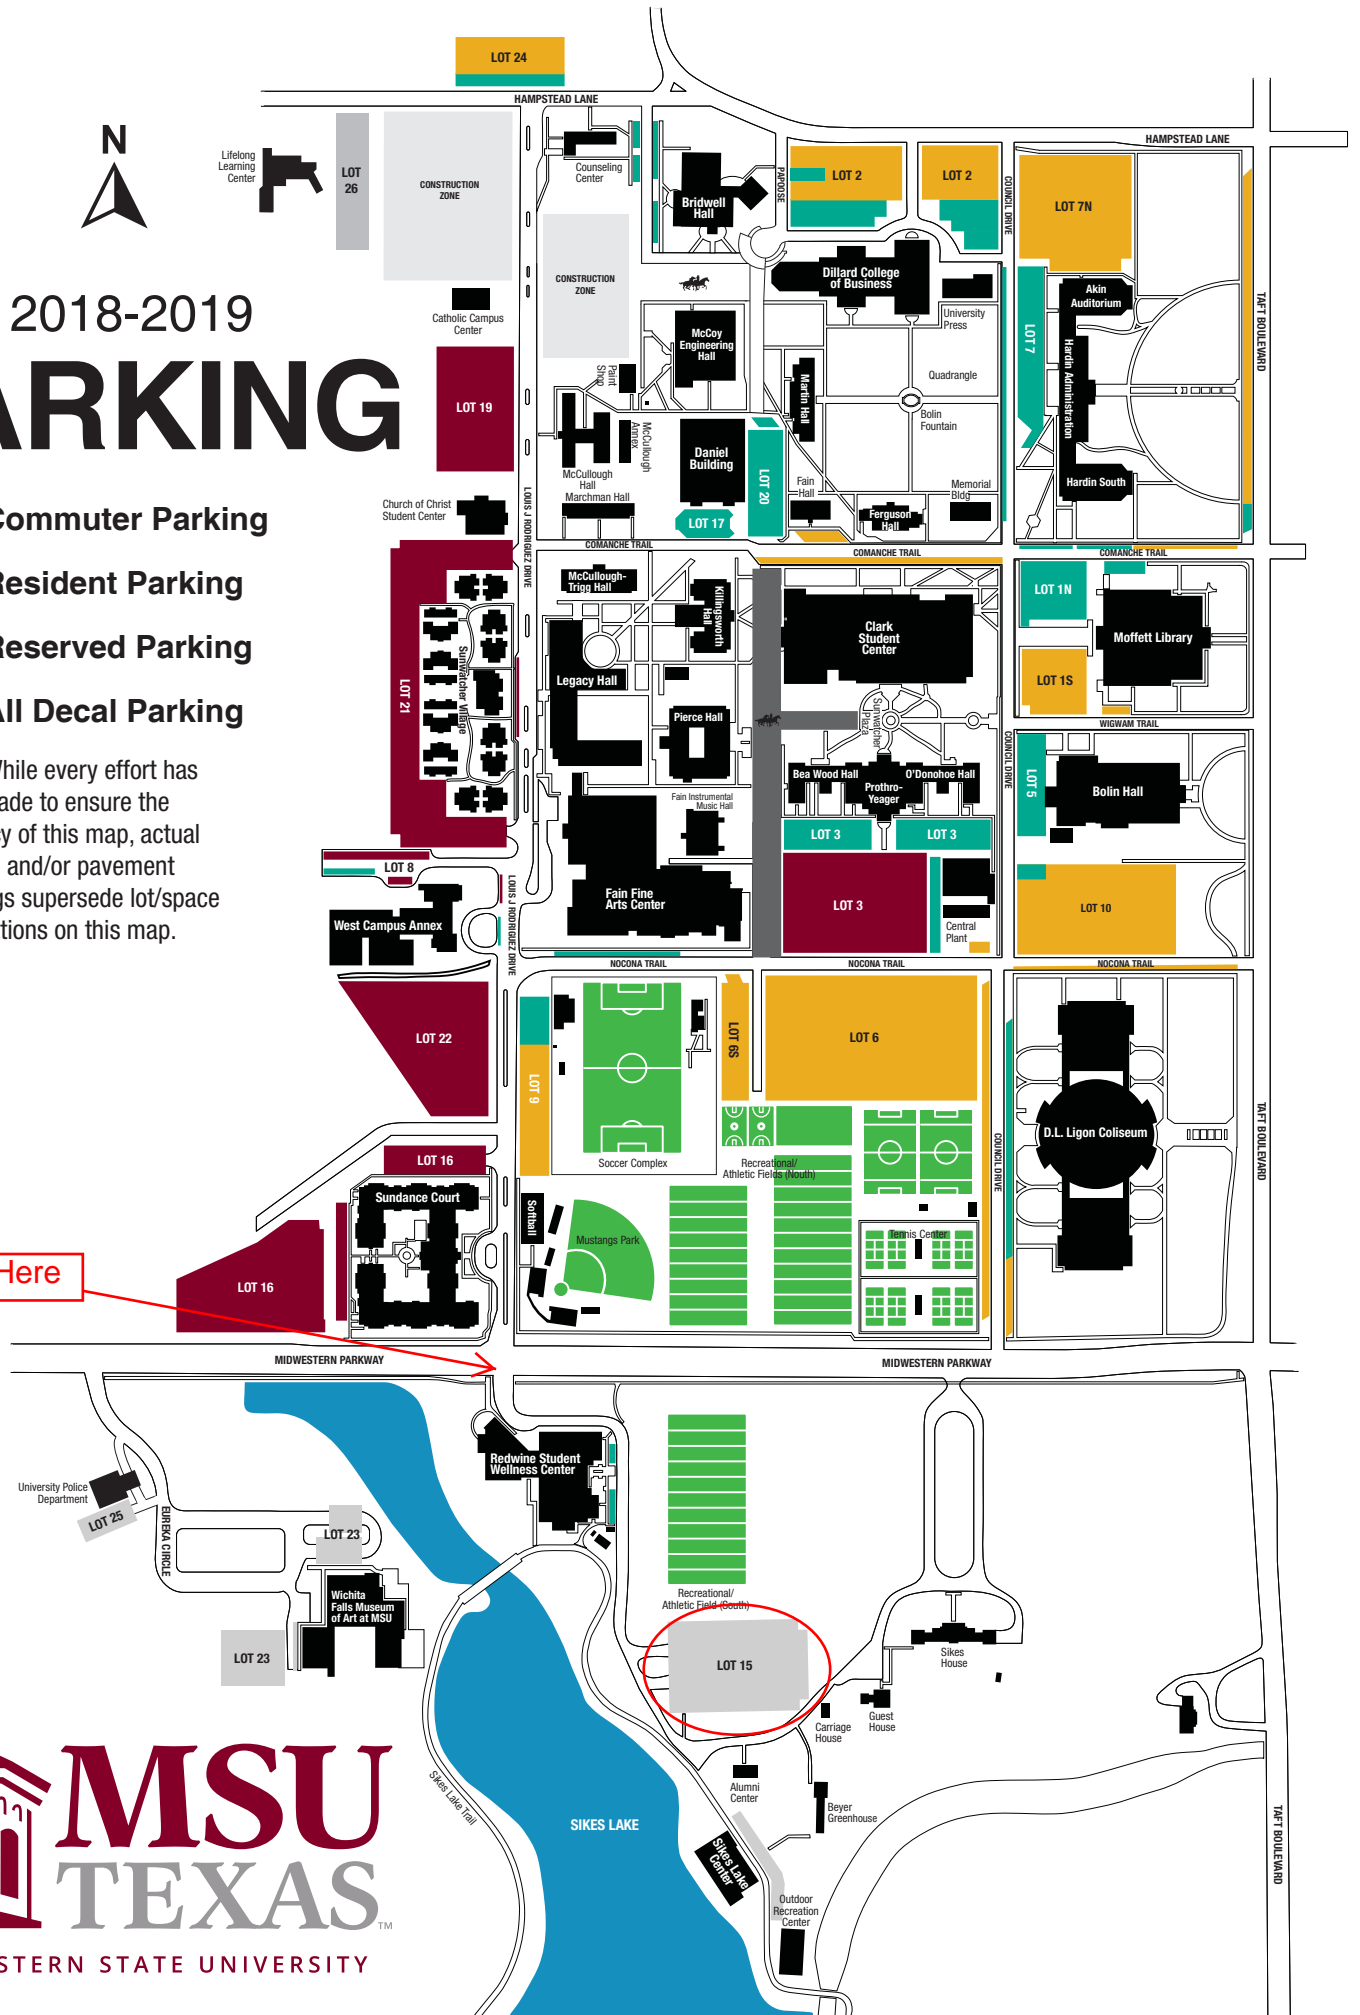 LOT 24
HAMPSTEAD LANE
HAMPSTEAD LANE
N
Lifelong
Learning
Center
LOT
26
CONSTRUCTION
ZONE
Counseling
Center
Bridwell
Hall
PAPOOSE
LOT 2
LOT 2
COUNCIL DRIVE
LOT 7N
CONSTRUCTION
ZONE
Dillard College
of Business
University
Press
Akin
Auditorium
TAFT BOULEVARD
2018-2019
ARKING
Catholic Campus
Center
McCoy
Engineering
Hall
LOT 7
Hardin Administration
Paint
Shop
Martin Hall
Quadrangle
Bolin
Fountain
LOT 19
McCullough
Annex
McCullough
Hall
Daniel
Building
LOT 20
Fain
Hall
Memorial
Bldg
Hardin South
Marchman Hall
LOT 17
Ferguson
Hall
Church of Christ
Student Center
LOUIS J RODRIGUEZ DRIVE
COMANCHE TRAIL
COMANCHE TRAIL
COMANCHE TRAIL
Commuter Parking
Resident Parking
Reserved Parking
All Decal Parking
McCullough-
Trigg Hall
Killingsworth
Hall
Clark
Student
Center
LOT 1N
Moffett Library
LOT 21
Sunwatcher Village
Legacy Hall
LOT 1S
Pierce Hall
Sunwatcher
Plaza
WIGWAM TRAIL
COUNCIL DRIVE
While every effort has
ade to ensure the
cy of this map, actual
and/or pavement
gs supersede lot/space
tions on this map.
Bea Wood Hall
O'Donohoe Hall
Prothro-
Yeager
LOT 5
Bolin Hall
Fain Instrumental
Music Hall
LOT 3
LOT 3
LOT 8
LOUIS J RODRIGUEZ DRIVE
Fain Fine
Arts Center
LOT 3
LOT 10
West Campus Annex
Central
Plant
NOCONA TRAIL
NOCONA TRAIL
NOCONA TRAIL
LOT 22
LOT 9
LOT 6S
LOT 6
COUNCIL DRIVE
D.L. Ligon Coliseum
TAFT BOULEVARD
LOT 16
Soccer Complex
Recreational/
Athletic Fields (Nouth)
Sundance Court
Softball
Mustangs Park
Tennis Center
Here
LOT 16
MIDWESTERN PARKWAY
MIDWESTERN PARKWAY
Redwine Student
Wellness Center
University Police
Department
LOT 25
EUREKA CIRCLE
LOT 23
Wichita
Falls Museum
of Art at MSU
Recreational/
Athletic Field (South)
LOT 23
LOT 15
Sikes
House
Guest
House
Carriage
House
Alumni
Center
Beyer
Greenhouse
Sikes Lake Trail
SIKES LAKE
Sikes Lake
Center
Outdoor
Recreation
Center
TAFT BOULEVARD
MSU
TEXAS™
STERN STATE UNIVERSITY